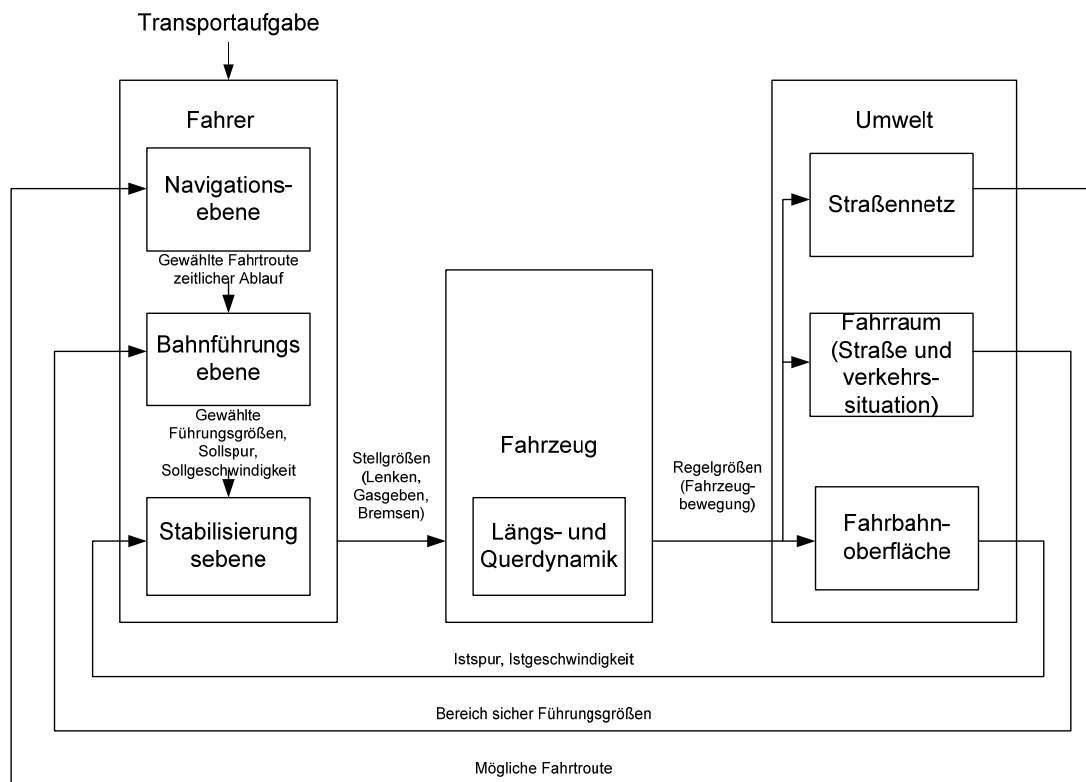 Transportaufgabe
Fahrer
Navigations-
ebene
Gewählte Fahrtroute
zeitlicher Ablauf
Bahnführungs
ebene
Gewählte
Führungsgrößen,
Sollspur,
Sollgeschwindigkeit
Stabilisierung
sebene
Stellgrößen
(Lenken,
Gasgeben,
Bremsen)
Fahrzeug
Längs- und
Querdynamik
Regelgrößen
(Fahrzeug-
bewegung)
Umwelt
Straßennetz
Fahrraum
(Straße und
verkehrs-
situation)
Fahrbahn-
oberfläche
Istspur, Istgeschwindigkeit
Bereich sicher Führungsgrößen
Mögliche Fahrtroute